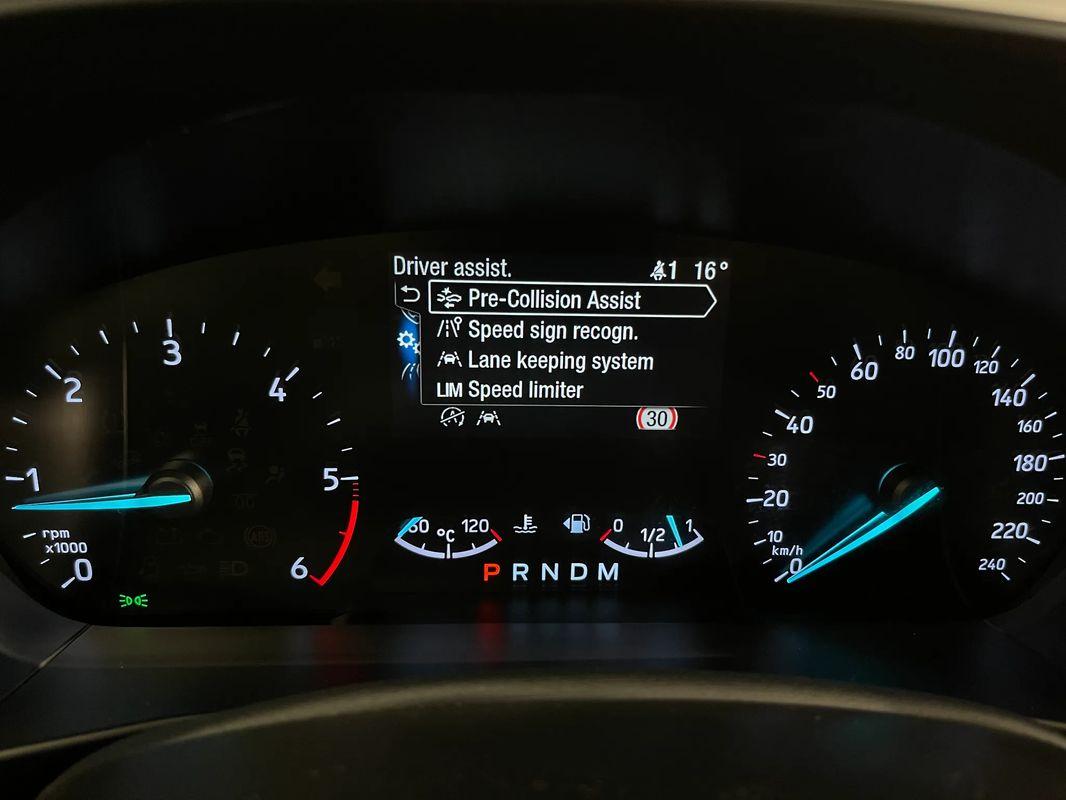 Driver assist. 1 16°
Pre-Collision Assist
Speed sign recogn.
Lane keeping system
LIM Speed limiter
30
0
1
2
3
4
5
6
rpm
x1000
60 °C 120
0 1/2 1
P R N D M
0
10
20
30
40
50
60
80
100
120
140
160
180
200
220
240
km/h